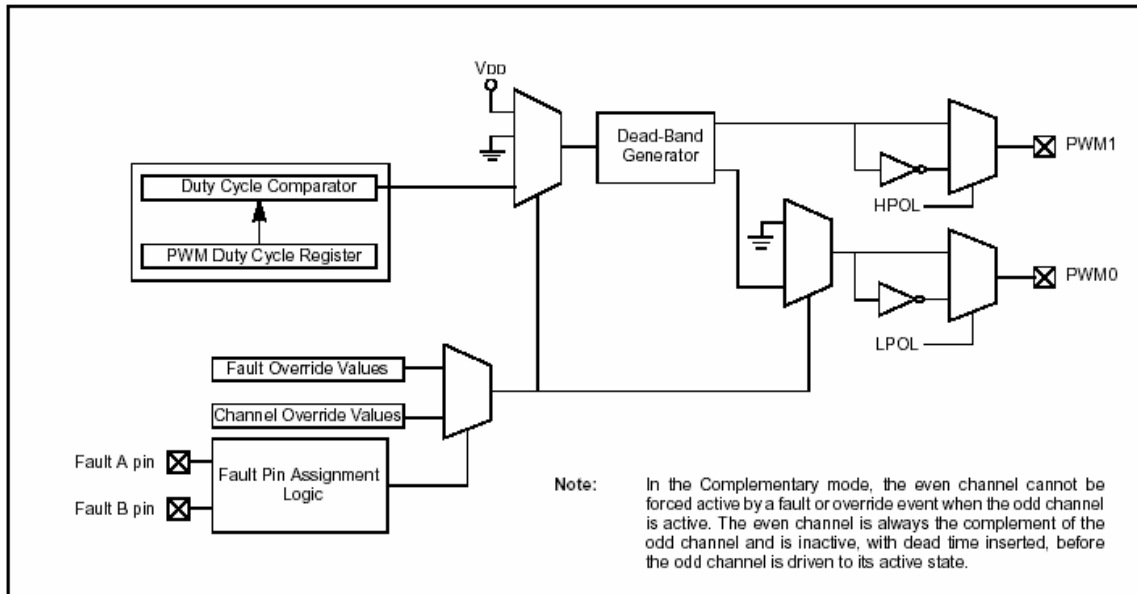 VDD
Dead-Band
Generator
PWM1
HPOL
Duty Cycle Comparator
PWM Duty Cycle Register
PWM0
LPOL
Fault Override Values
Channel Override Values
Fault A pin
Fault B pin
Fault Pin Assignment
Logic
Note: In the Complementary mode, the even channel cannot be
forced active by a fault or override event when the odd channel
is active. The even channel is always the complement of the
odd channel and is inactive, with dead time inserted, before
the odd channel is driven to its active state.